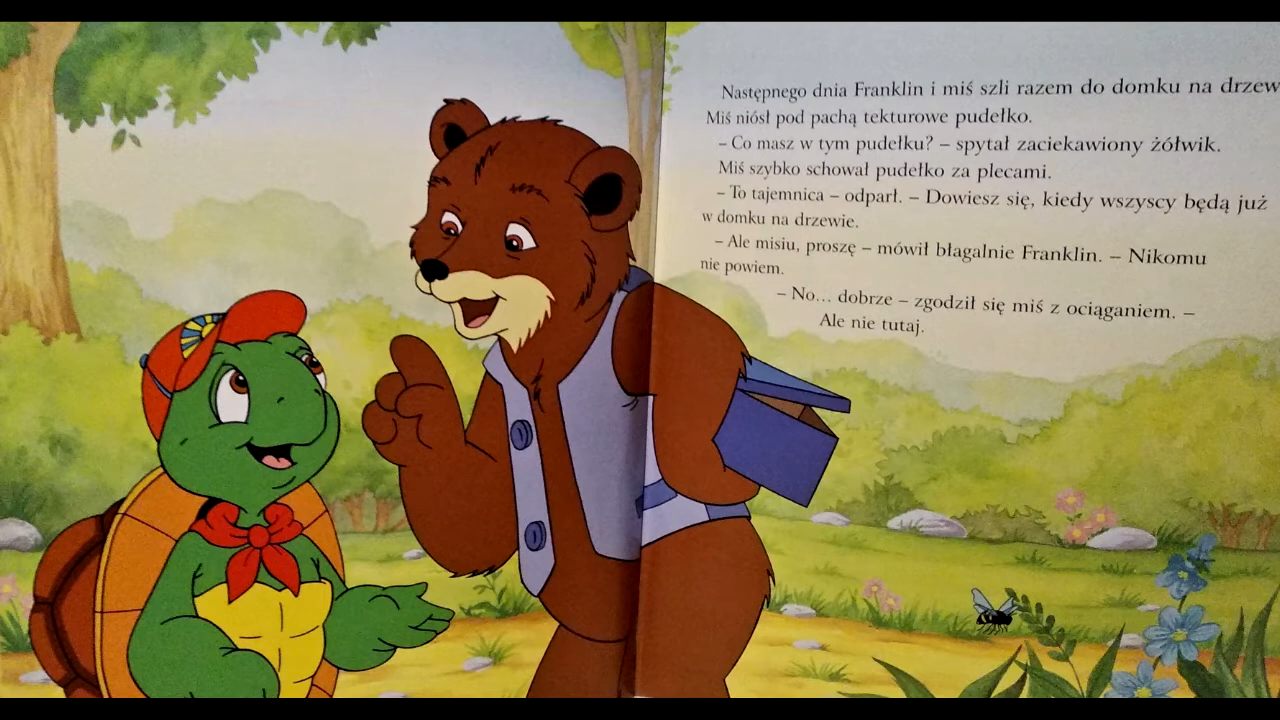 Następnego dnia Franklin i miś szli razem do domku na drzew
Miś niósł pod pachą tekturowe pudełko.
– Co masz w tym pudełku? – spytał zaciekawiony żółwik.
Miś szybko schował pudełko za plecami.
– To tajemnica – odparł. – Dowiesz się, kiedy wszyscy będą już
w domku na drzewie.
– Ale misiu, proszę – mówił błagalnie Franklin. – Nikomu
nie powiem.
– No... dobrze – zgodził się miś z ociąganiem. –
Ale nie tutaj.